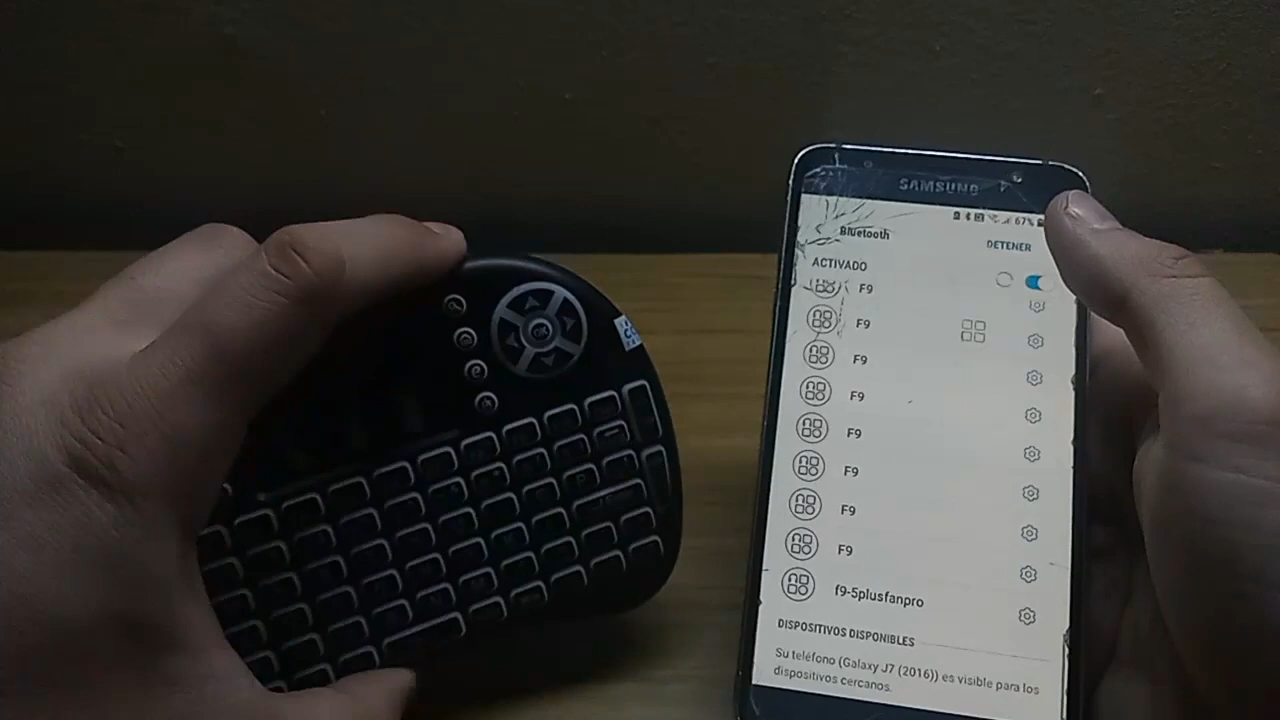 SAMSUNG
67%
Bluetooth
DETENER
ACTIVADO
F9
F9
F9
F9
F9
F9
F9
F9
f9-5plusfanpro
DISPOSITIVOS DISPONIBLES
Su teléfono (Galaxy J7 (2016)) es visible para los
dispositivos cercanos.
OK